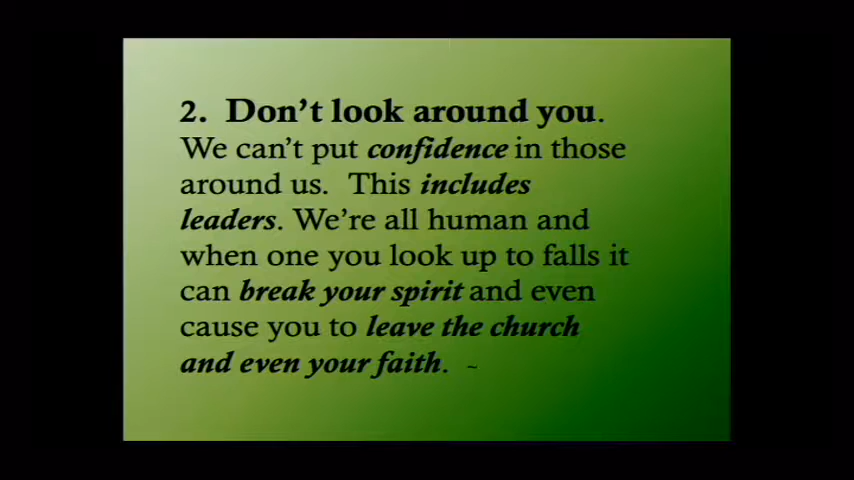 2. Don't look around you.
We can't put confidence in those
around us. This includes
leaders. We're all human and
when one you look up to falls it
can break your spirit and even
cause you to leave the church
and even your faith. ~